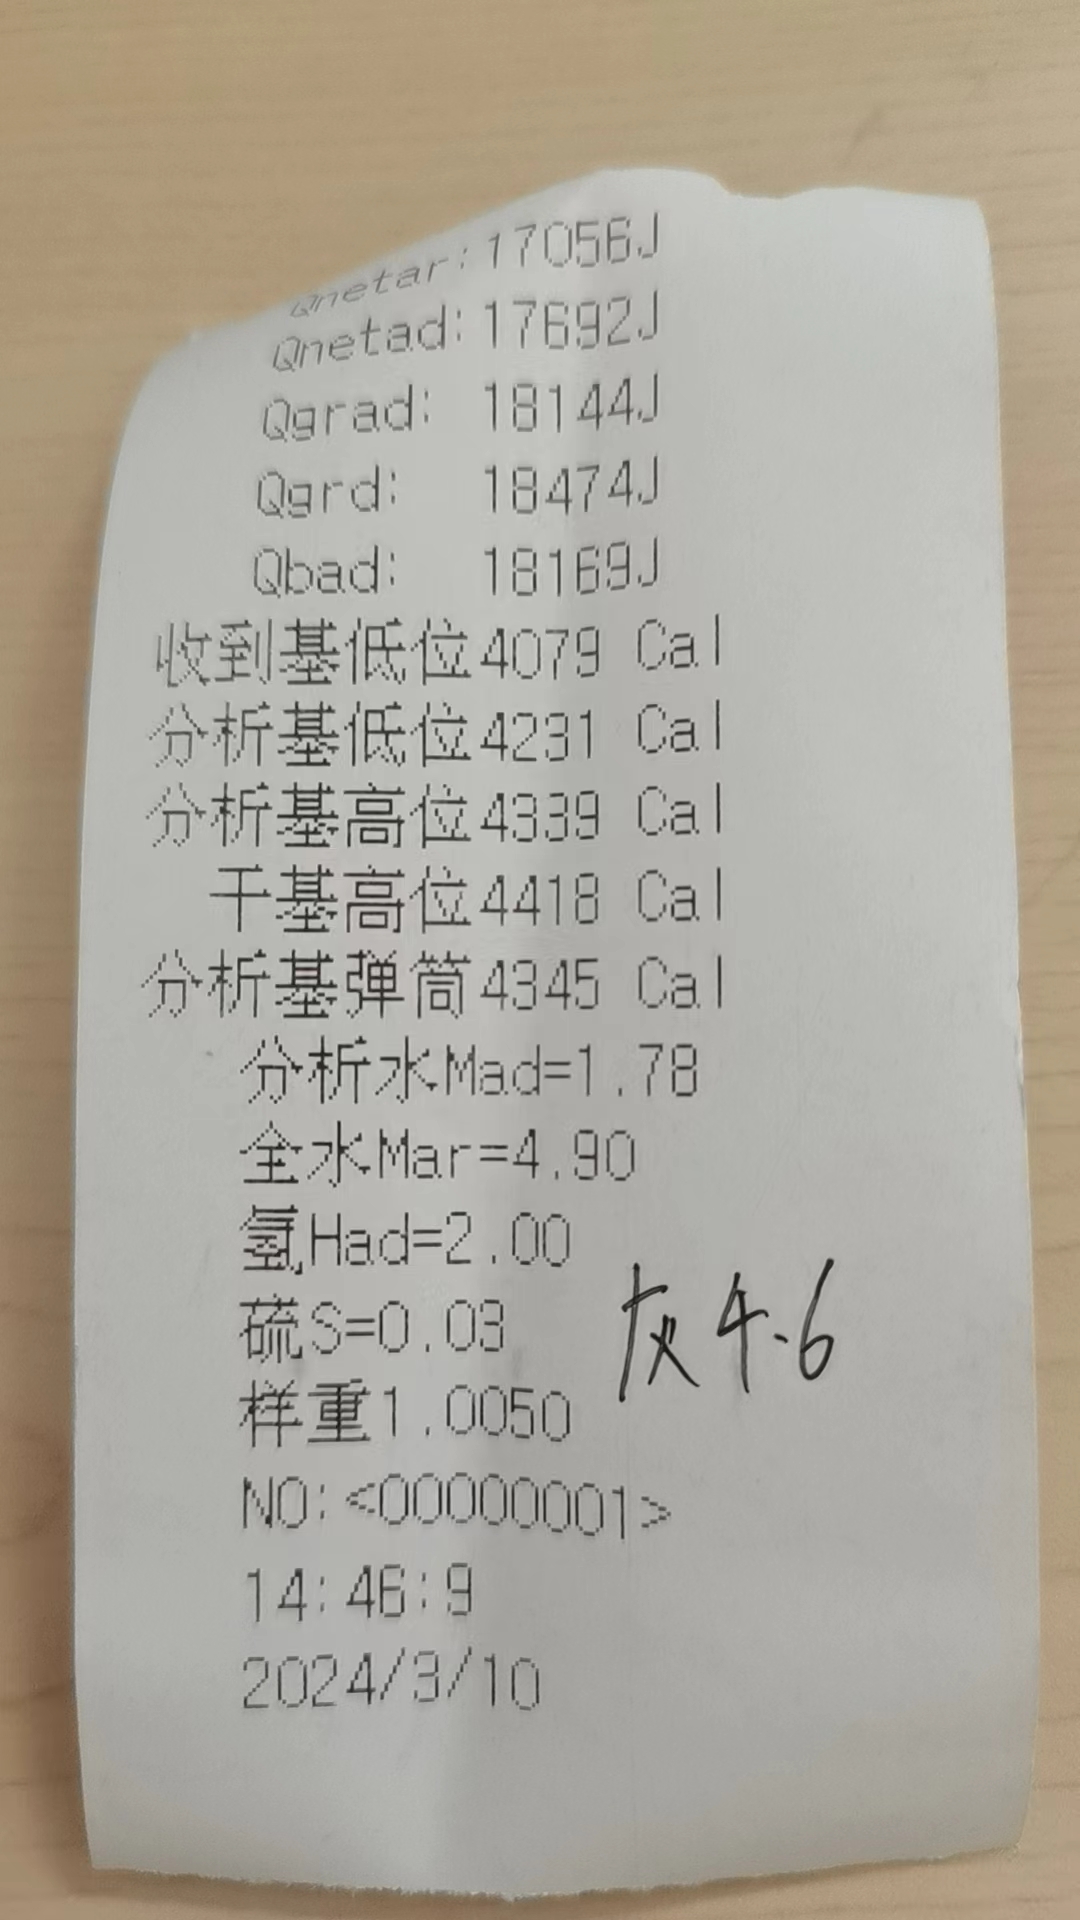 Qnetar:17056J
Qnetad:17692J
Qgrad: 18144J
Qgrd: 18474J
Qbad: 18169J
收到基低位4079 Cal
分析基低位4231 Cal
分析基高位4339 Cal
干基高位4418 Cal
分析基弹筒4345 Cal
分析水Mad=1.78
全水Mar=4.90
氢Had=2.00
硫S=0.03
灰4.6
样重1.0050
NO:<00000001>
14:46:9
2024/3/10